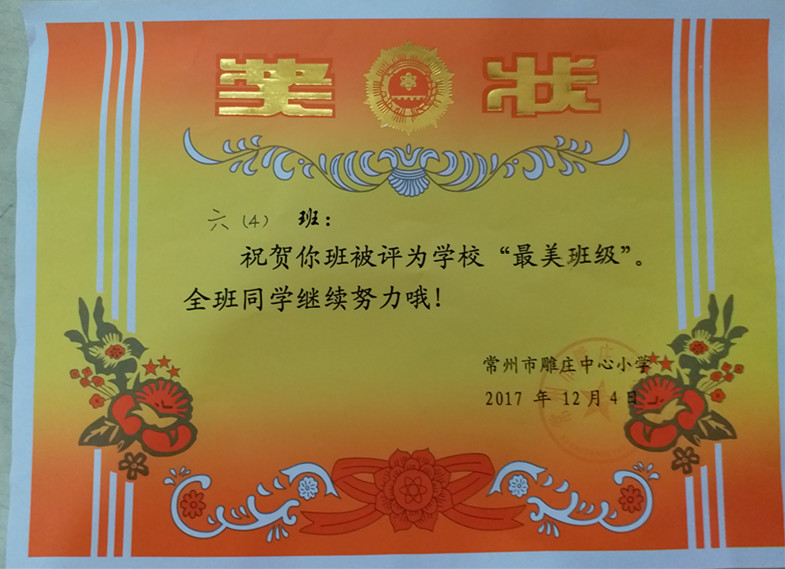 奖状
六（4） 班：
祝贺你班被评为学校“最美班级”。
全班同学继续努力哦！
常州市雕庄中心小学
2017 年 12月4日